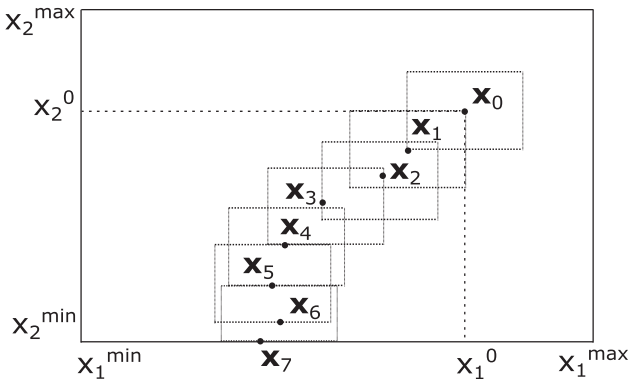 x₂ᵐᵃˣ
x₂⁰
x₀
x₁
x₂
x₃
x₄
x₅
x₆
x₂ᵐⁱⁿ
x₇
x₁ᵐⁱⁿ
x₁⁰
x₁ᵐᵃˣ